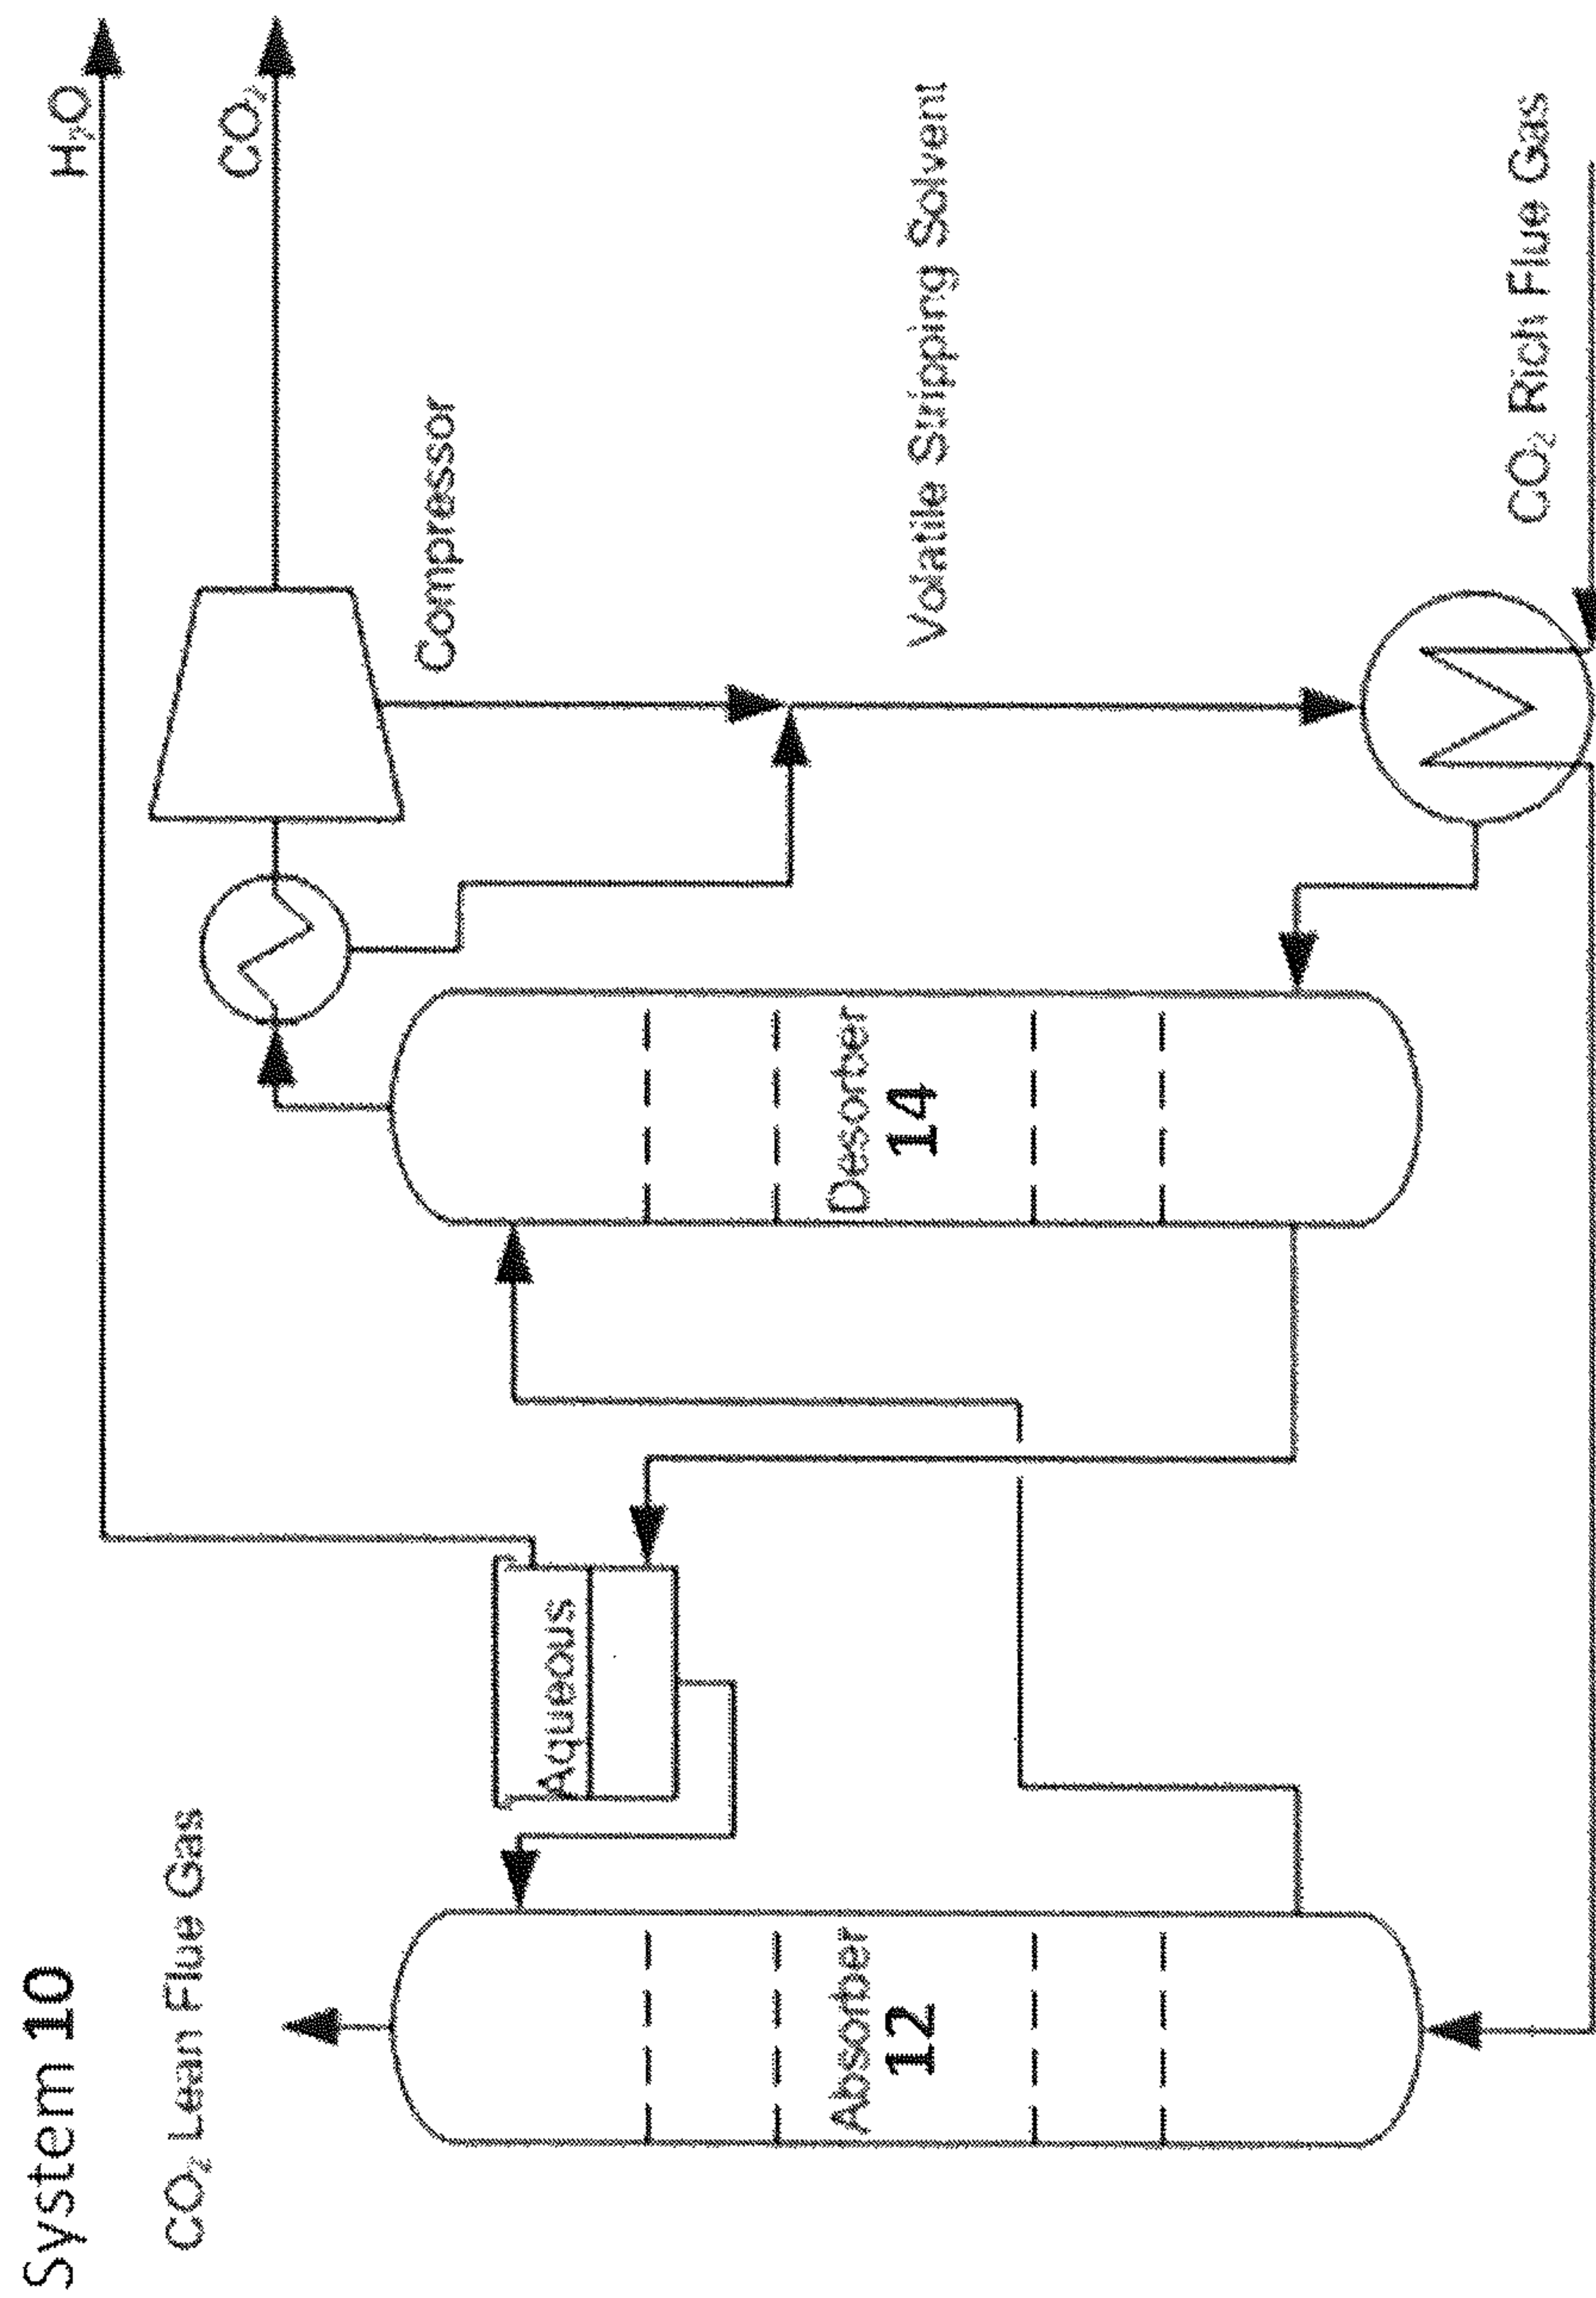 System 10
CO₂ Lean Flue Gas
H₂O
CO₂
Compressor
Aqueous
Absorber
12
Desorber
14
Volatile Stripping Solvent
CO₂ Rich Flue Gas